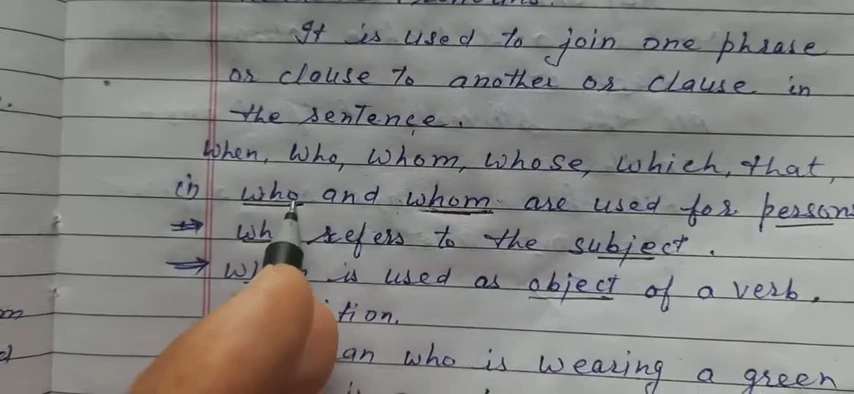 It is used to join one phrase
or clause to another or clause in
the sentence.
When, Who, Whom, Whose, Which, that,
(i) who and whom are used for person
⇒ refers to the subject.
⇒ is used as object of a verb.
an who is wearing a green